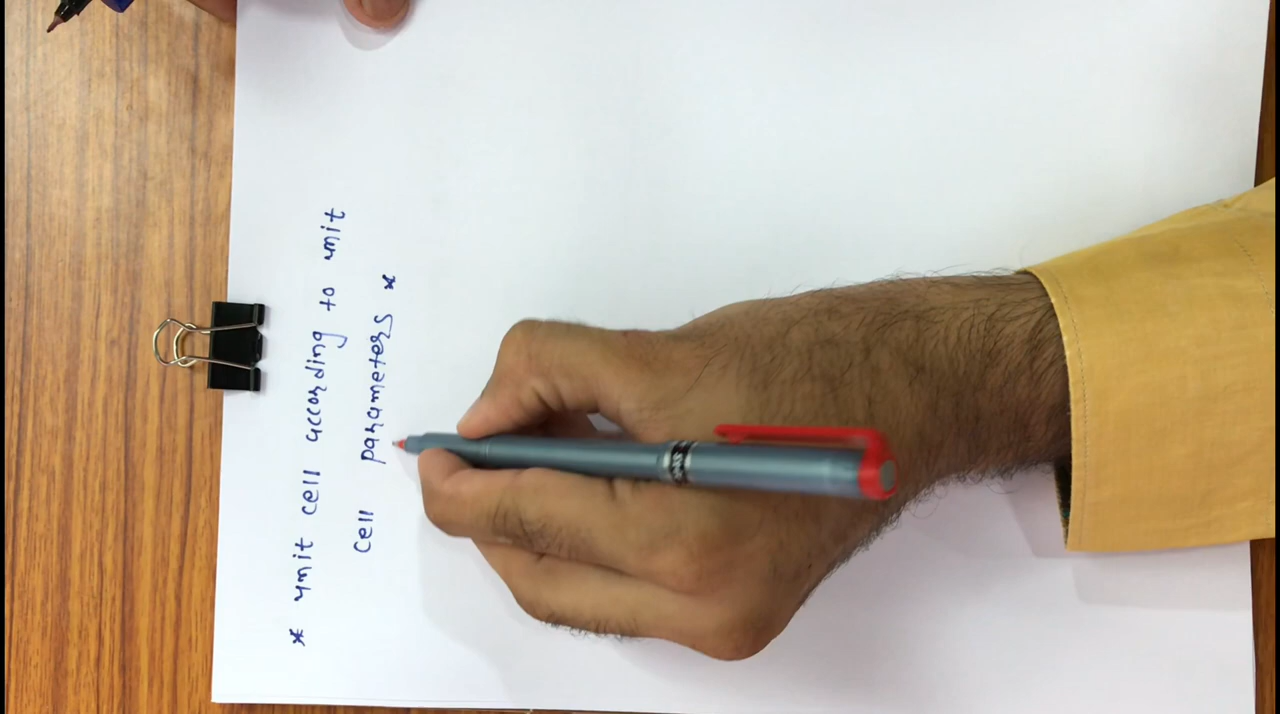 * unit cell according to unit
cell parameters *